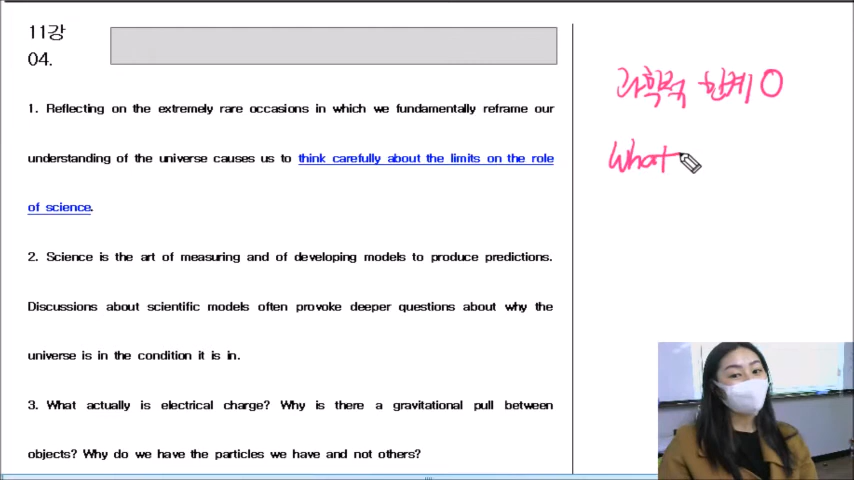 11강
04.
1. Reflecting on the extremely rare occasions in which we fundamentally reframe our
understanding of the universe causes us to think carefully about the limits on the role
of science.
2. Science is the art of measuring and of developing models to produce predictions.
Discussions about scientific models often provoke deeper questions about why the
universe is in the condition it is in.
3. What actually is electrical charge? Why is there a gravitational pull between
objects? Why do we have the particles we have and not others?
과학적 한계 O
What